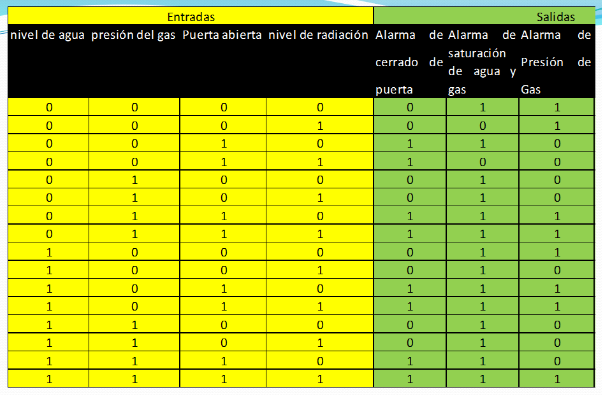 Entradas Salidas
nivel de agua presión del gas Puerta abierta nivel de radiación Alarma de cerrado de puerta Alarma de saturación de agua y gas Alarma de Presión de Gas
0 0 0 0 0 1 1
0 0 0 1 0 0 1
0 0 1 0 1 1 0
0 0 1 1 1 0 0
0 1 0 0 0 1 0
0 1 0 0 0 1 0
0 1 1 0 1 1 1
0 1 1 1 1 1 1
1 0 0 0 0 1 1
1 0 0 1 0 1 0
1 0 1 0 1 1 1
1 0 1 1 1 1 1
1 1 0 0 0 1 0
1 1 0 1 0 1 0
1 1 1 0 1 1 0
1 1 1 1 1 1 1